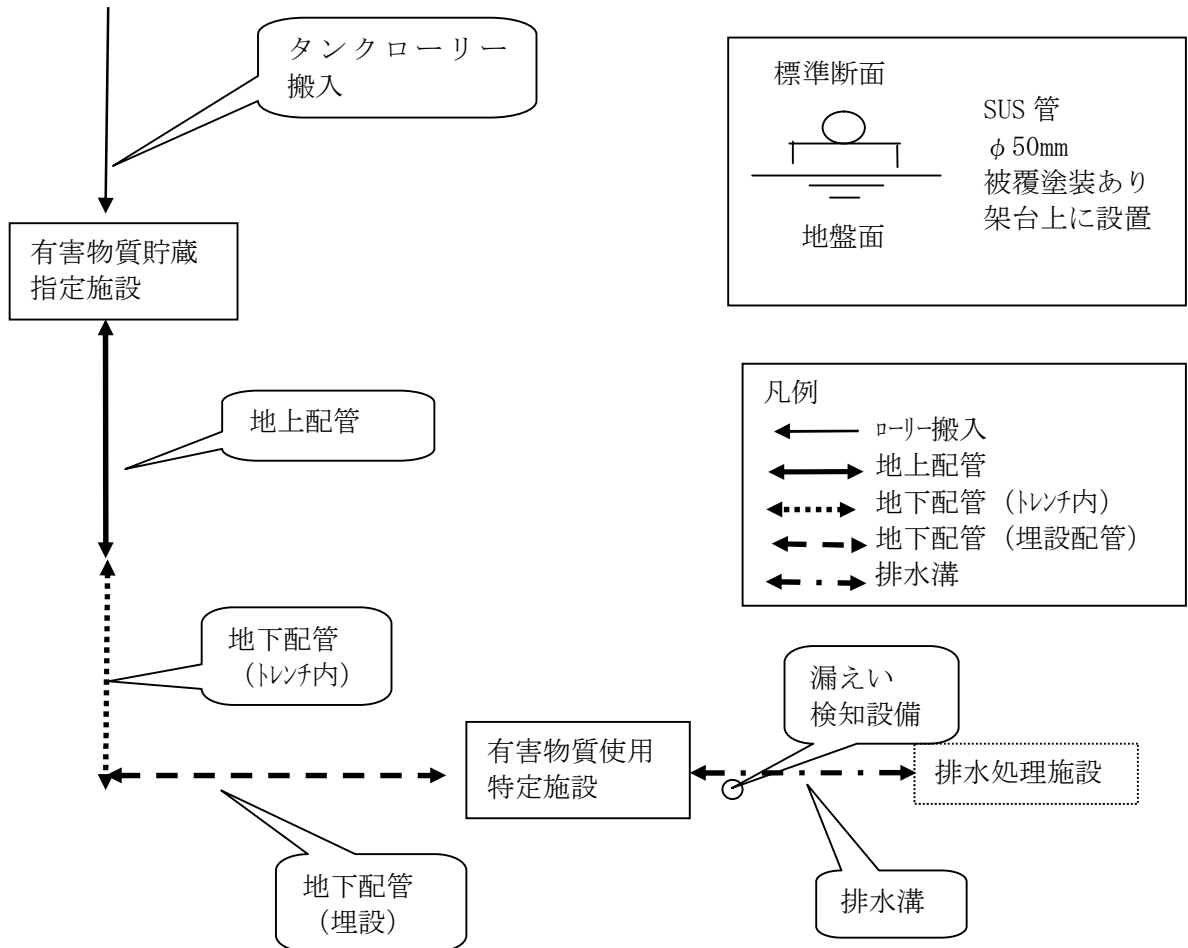 タンクローリー
搬入
標準断面
SUS 管
φ50mm
被覆塗装あり
架台上に設置
地盤面
有害物質貯蔵
指定施設
地上配管
凡例
ﾛｰﾘｰ搬入
地上配管
地下配管（ﾄﾚﾝﾁ内）
地下配管（埋設配管）
排水溝
地下配管
（ﾄﾚﾝﾁ内）
漏えい
検知設備
有害物質使用
特定施設
排水処理施設
地下配管
（埋設）
排水溝